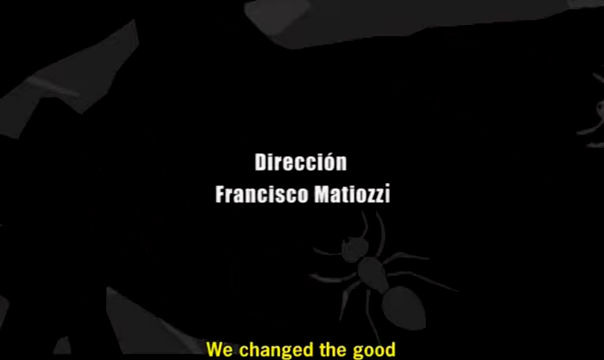 Dirección
Francisco Matiozzi
We changed the good